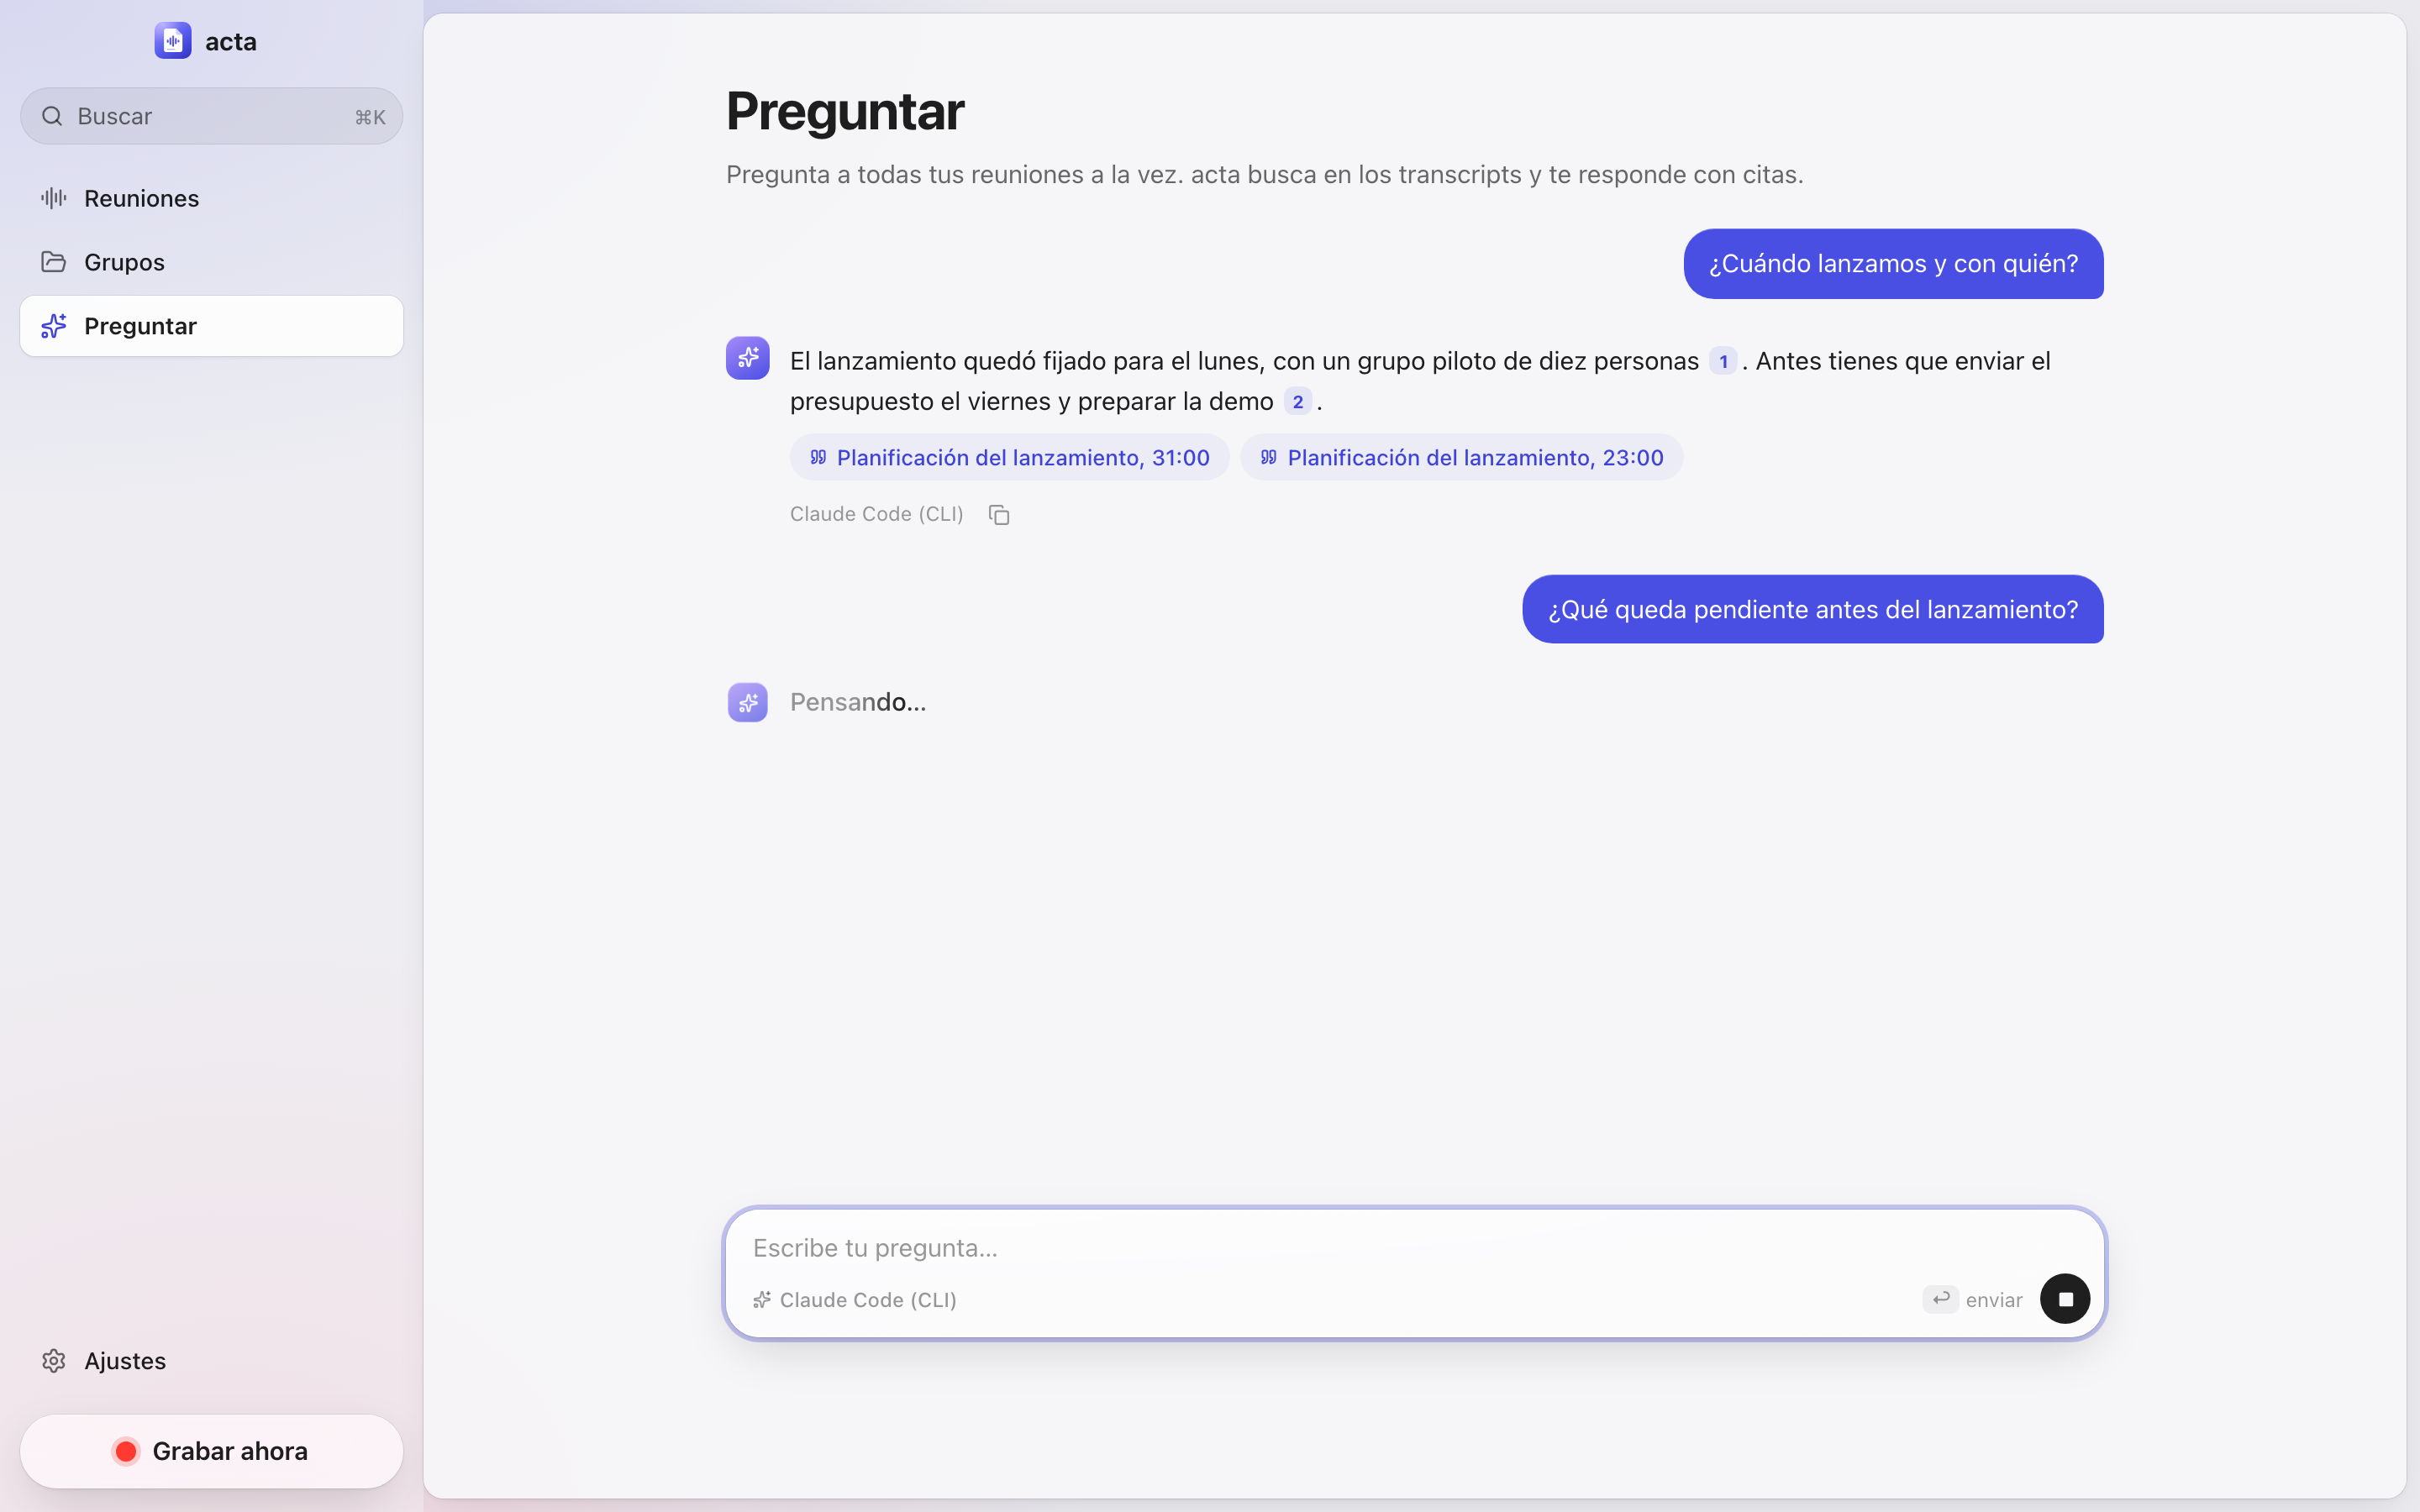 acta
Buscar ⌘K
Reuniones
Grupos
Preguntar
Ajustes
Grabar ahora
Preguntar
Pregunta a todas tus reuniones a la vez. acta busca en los transcripts y te responde con citas.
¿Cuándo lanzamos y con quién?
El lanzamiento quedó fijado para el lunes, con un grupo piloto de diez personas 1 . Antes tienes que enviar el
presupuesto el viernes y preparar la demo 2 .
Planificación del lanzamiento, 31:00 Planificación del lanzamiento, 23:00
Claude Code (CLI)
¿Qué queda pendiente antes del lanzamiento?
Pensando...
Escribe tu pregunta...
Claude Code (CLI) enviar